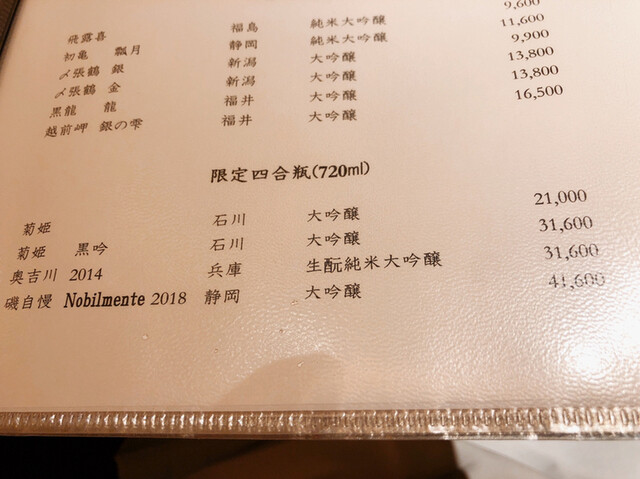 飛露喜 福島 純米大吟醸 9,600
初亀 瓢月 静岡 純米大吟醸 11,600
〆張鶴 銀 新潟 大吟醸 9,900
〆張鶴 金 新潟 大吟醸 13,800
黒龍 龍 福井 大吟醸 13,800
越前岬 銀の雫 福井 大吟醸 16,500
限定四合瓶(720ml)
菊姫 石川 大吟醸 21,000
菊姫 黒吟 石川 大吟醸 31,600
奥吉川 2014 兵庫 生酛純米大吟醸 31,600
磯自慢 Nobilmente 2018 静岡 大吟醸 41,600